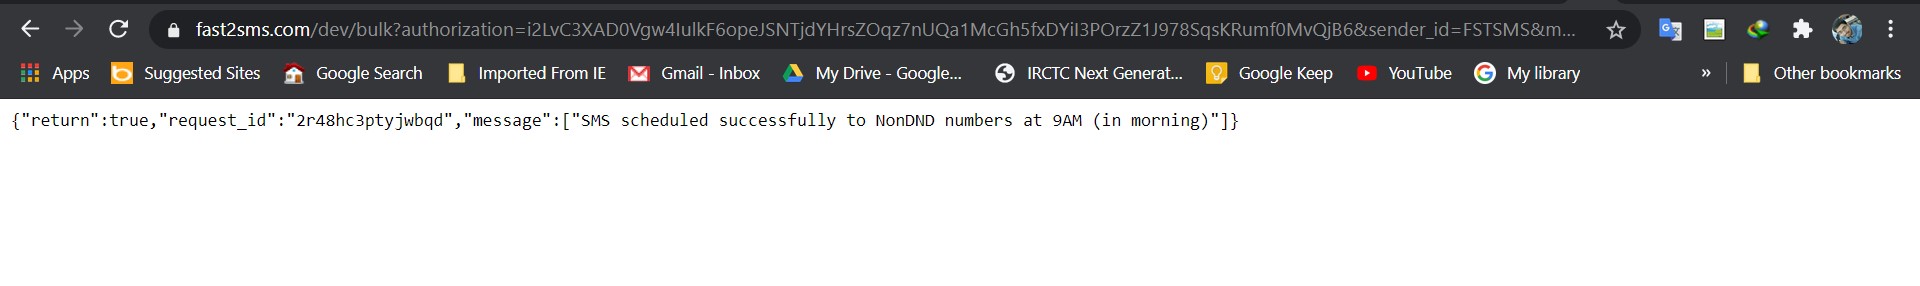 fast2sms.com/dev/bulk?authorization=i2LvC3XAD0Vgw4IulkF6opeJSNTjdYHrsZOqz7nUQa1McGh5fxDYiI3POrzZ1J978SqsKRumf0MvQjB6&sender_id=FSTSMS&m...
Apps Suggested Sites Google Search Imported From IE Gmail - Inbox My Drive - Google... IRCTC Next Generat... Google Keep YouTube My library » Other bookmarks
{"return":true,"request_id":"2r48hc3ptyjwbqd","message":["SMS scheduled successfully to NonDND numbers at 9AM (in morning)"]}